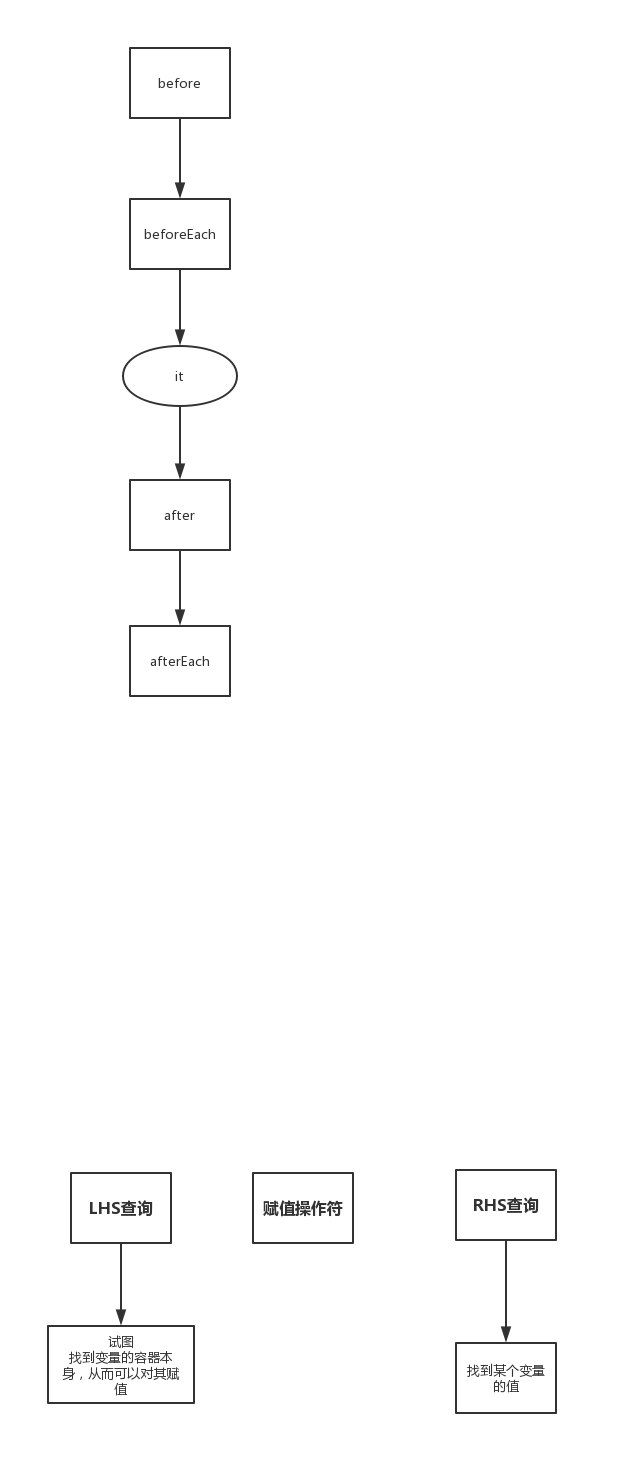 before
beforeEach
it
after
afterEach
LHS查询
赋值操作符
RHS查询
试图
找到变量的容器本
身，从而可以对其赋
值
找到某个变量
的值